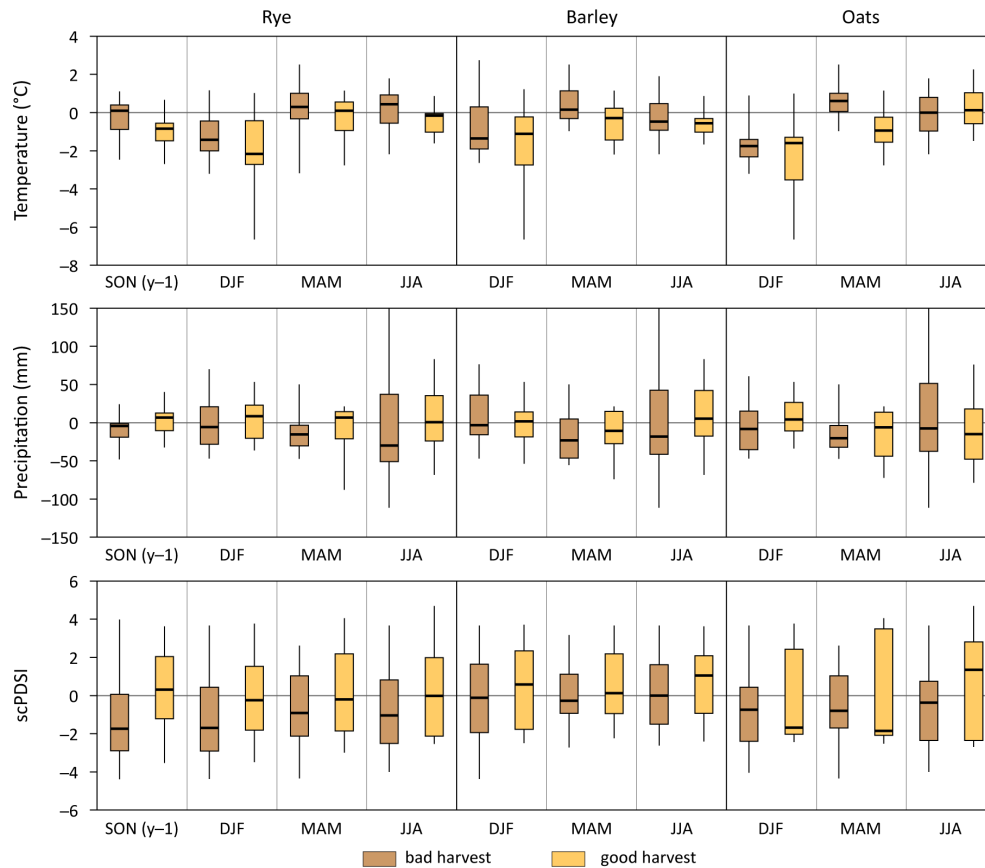 Rye Barley Oats
Temperature (°C)
4
2
0
−2
−4
−6
−8
SON (y−1) DJF MAM JJA DJF MAM JJA DJF MAM JJA
Precipitation (mm)
150
100
50
0
−50
−100
−150
SON (y−1) DJF MAM JJA DJF MAM JJA DJF MAM JJA
scPDSI
6
4
2
0
−2
−4
−6
SON (y−1) DJF MAM JJA DJF MAM JJA DJF MAM JJA
bad harvest good harvest